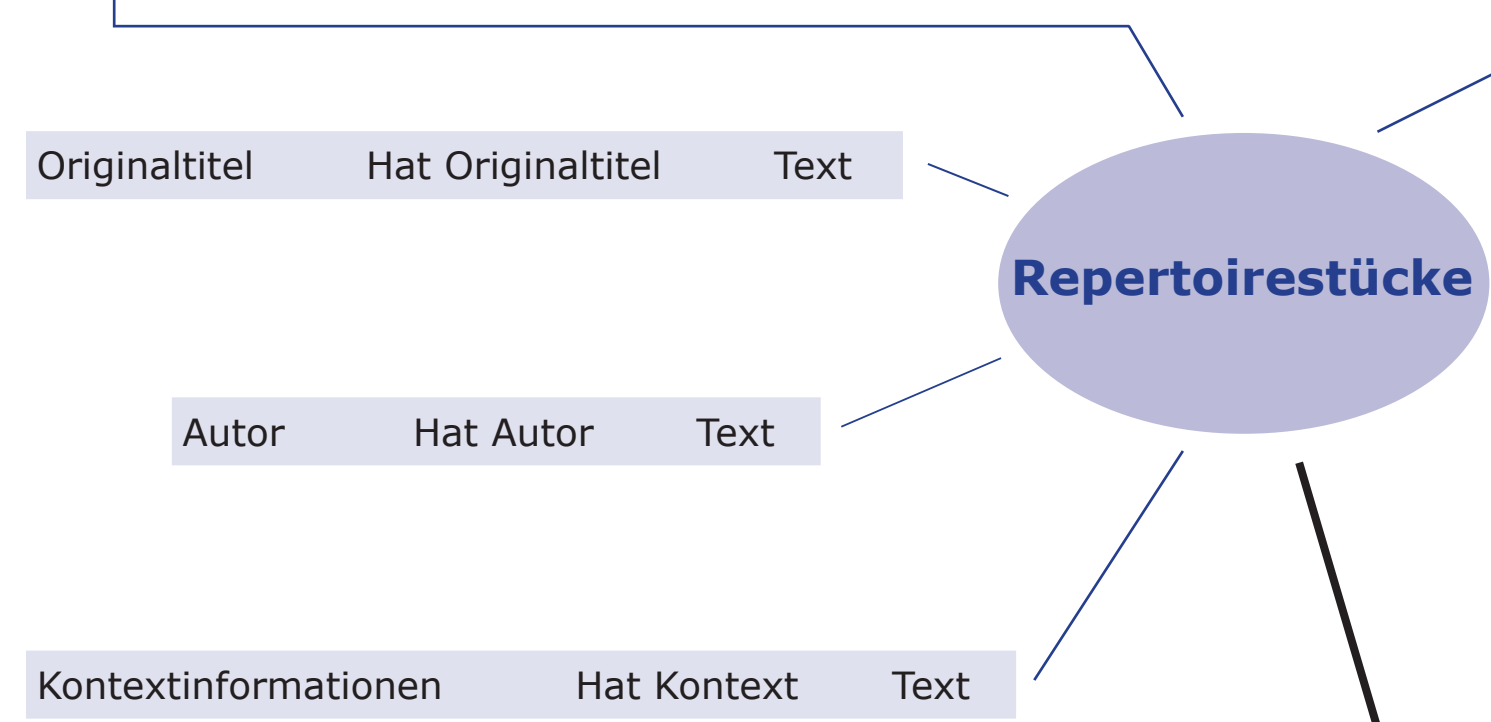 Originaltitel Hat Originaltitel Text
Repertoirestücke
Autor Hat Autor Text
Kontextinformationen Hat Kontext Text